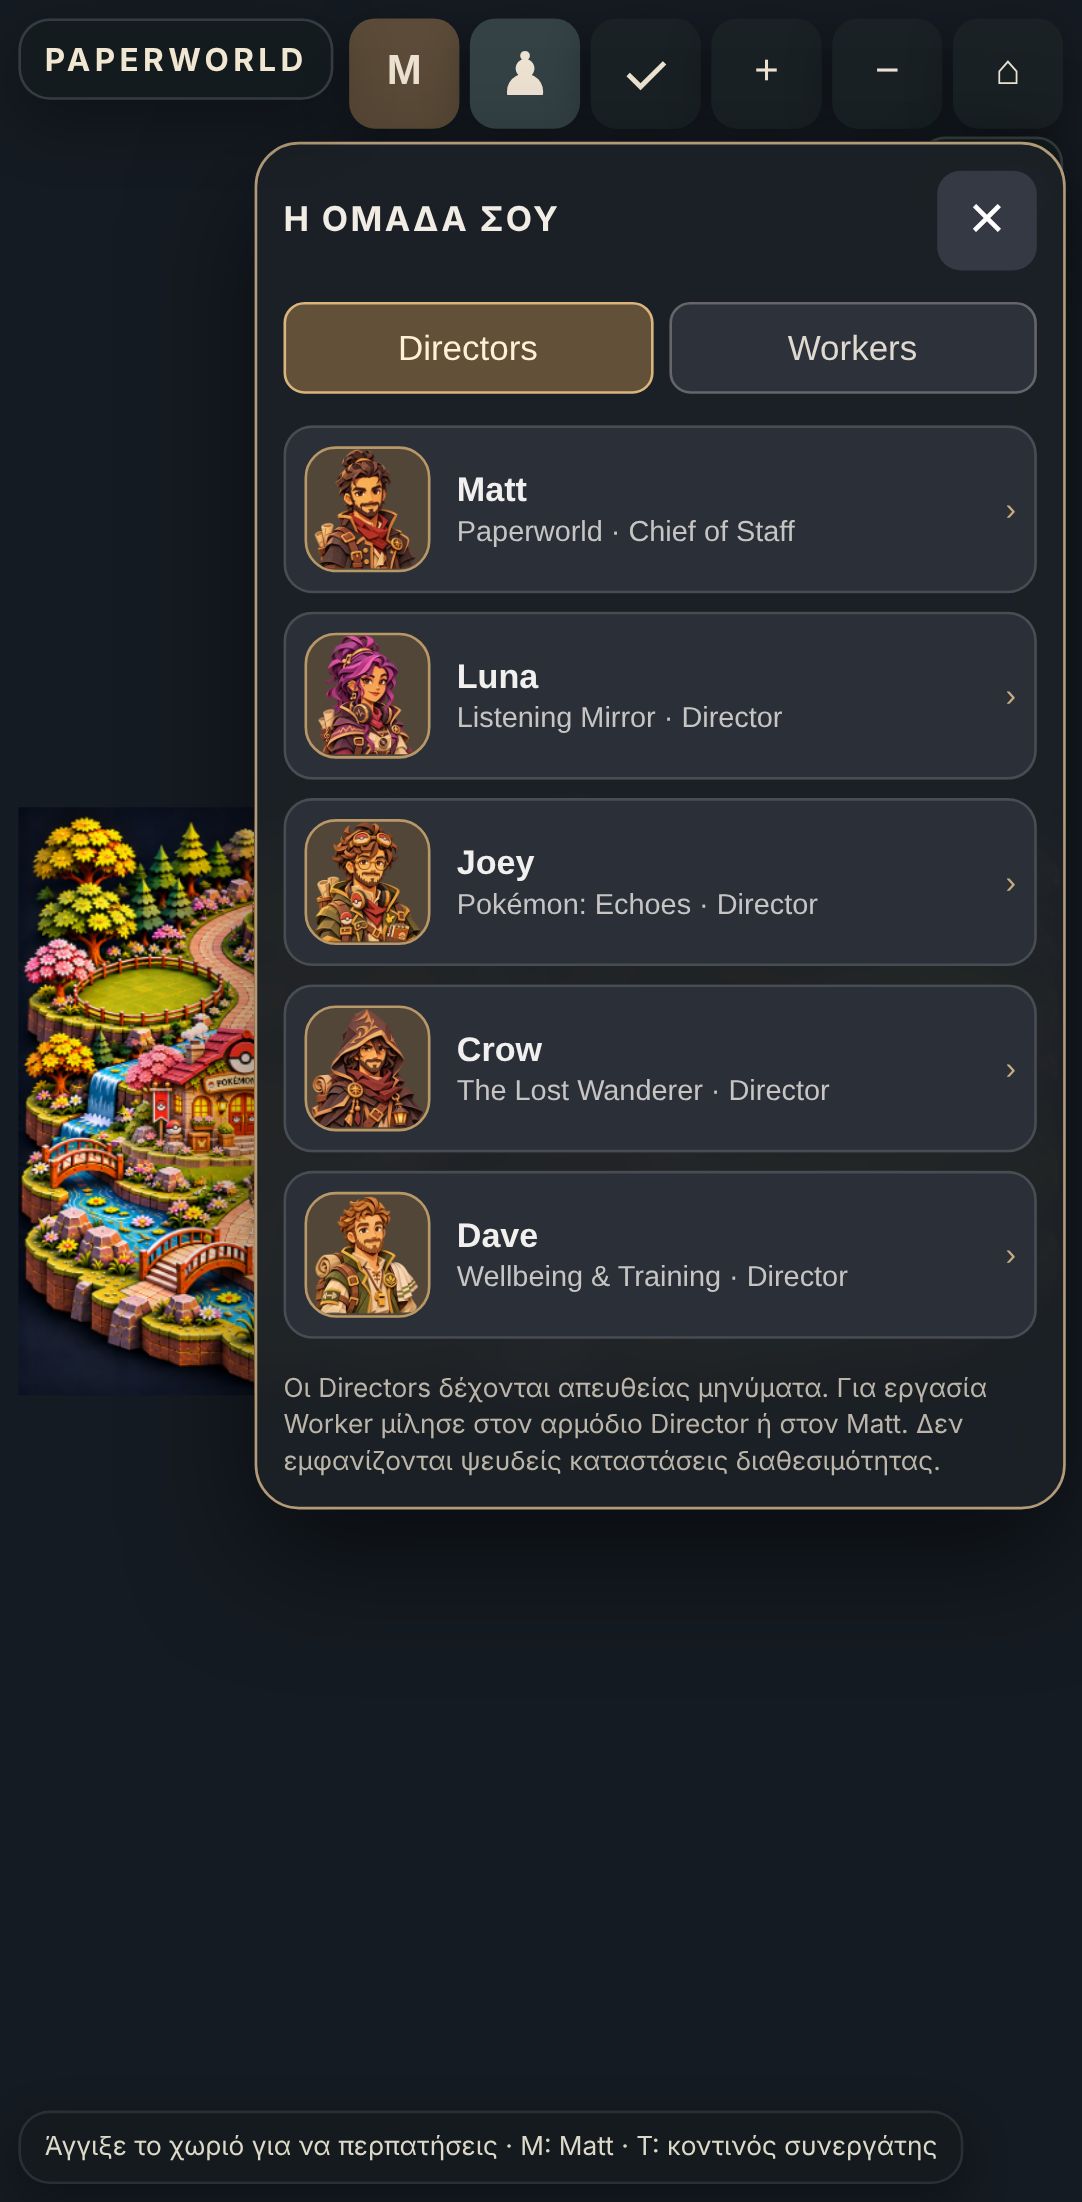 PAPERWORLD
M
+
−
Η ΟΜΑΔΑ ΣΟΥ
Directors
Workers
Matt
Paperworld · Chief of Staff
Luna
Listening Mirror · Director
Joey
Pokémon: Echoes · Director
Crow
The Lost Wanderer · Director
Dave
Wellbeing & Training · Director
POKÉMON
Οι Directors δέχονται απευθείας μηνύματα. Για εργασία
Worker μίλησε στον αρμόδιο Director ή στον Matt. Δεν
εμφανίζονται ψευδείς καταστάσεις διαθεσιμότητας.
Άγγιξε το χωριό για να περπατήσεις · M: Matt · T: κοντινός συνεργάτης